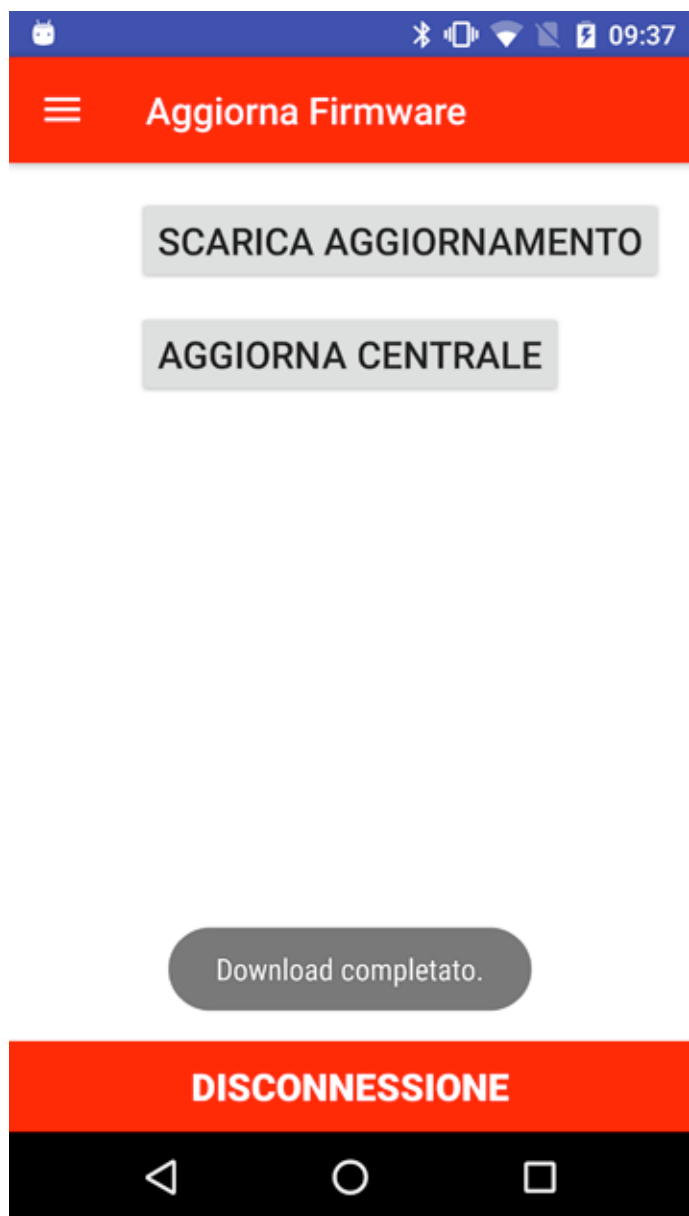 09:37
Aggiorna Firmware
SCARICA AGGIORNAMENTO
AGGIORNA CENTRALE
Download completato.
DISCONNESSIONE